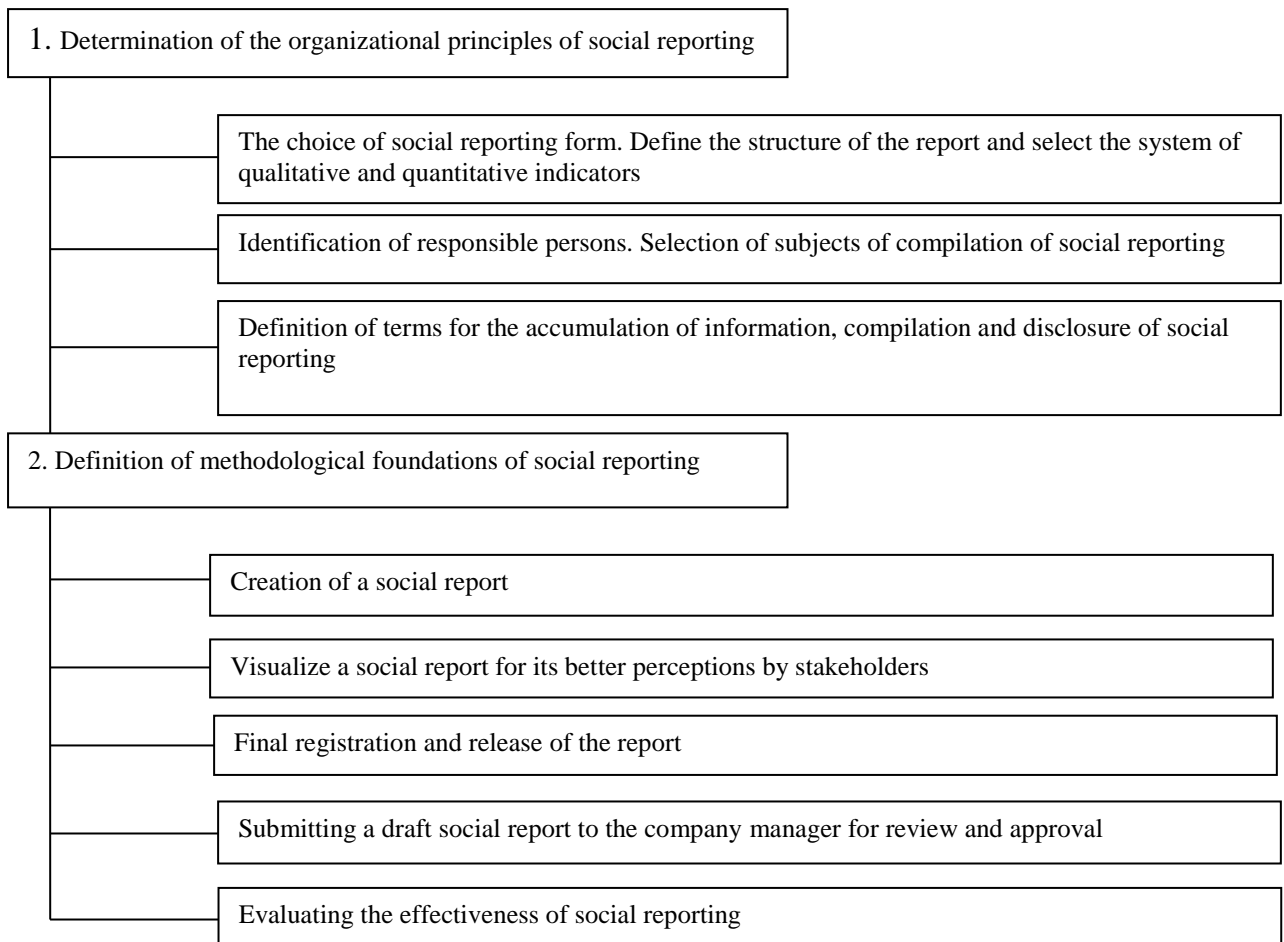 1. Determination of the organizational principles of social reporting
The choice of social reporting form. Define the structure of the report and select the system of
qualitative and quantitative indicators
Identification of responsible persons. Selection of subjects of compilation of social reporting
Definition of terms for the accumulation of information, compilation and disclosure of social
reporting
2. Definition of methodological foundations of social reporting
Creation of a social report
Visualize a social report for its better perceptions by stakeholders
Final registration and release of the report
Submitting a draft social report to the company manager for review and approval
Evaluating the effectiveness of social reporting